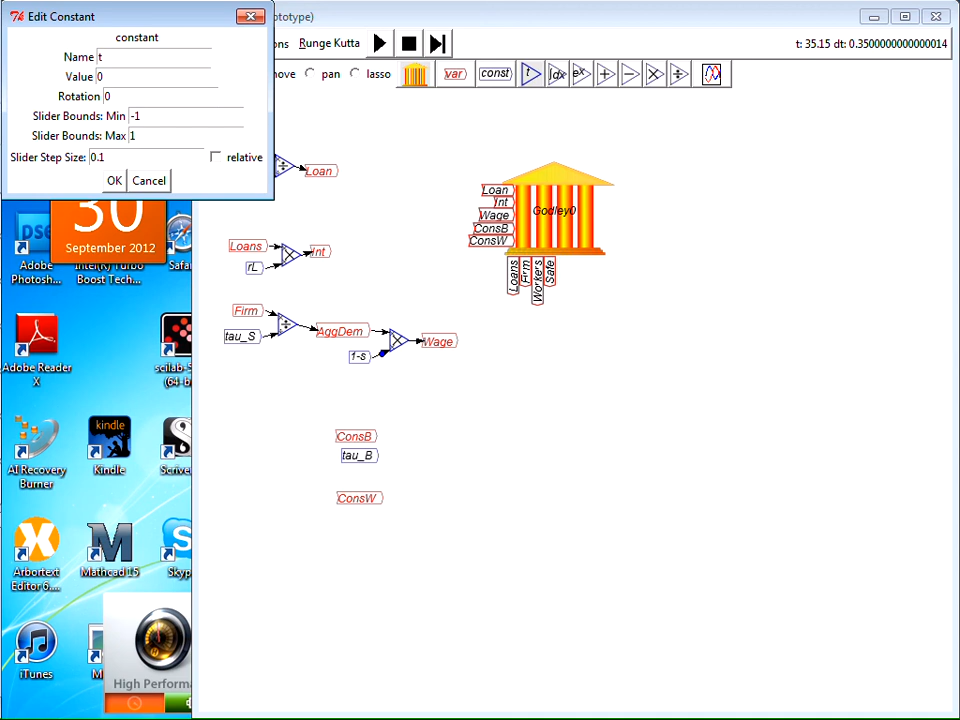 Edit Constant
ototype)
constant
Name t
Value 0
Rotation 0
Slider Bounds: Min -1
Slider Bounds: Max 1
Slider Step Size: 0.1 relative
OK Cancel
ons Runge Kutta
t: 35.15 dt: 0.3500000000000014
move pan lasso var const t ∫dx e^x + − × ÷
÷ Loan
Loan
Int
Wage
ConsB
ConsW
Godley0
Loans
Firm
Workers
Safe
Loans
rL
× Int
Firm
tau_S
÷ AggDem
1-s
× Wage
ConsB
tau_B
ConsW
30
September 2012
Adobe Photosh...
Intel(R) Turbo Boost Tech...
Safa
Adobe Reader X
scilab-5
(64-b
AI Recovery Burner
kindle
Kindle
Scrive
Arbortext Editor 6....
Mathcad 15
Skyp
iTunes
M
High Performa